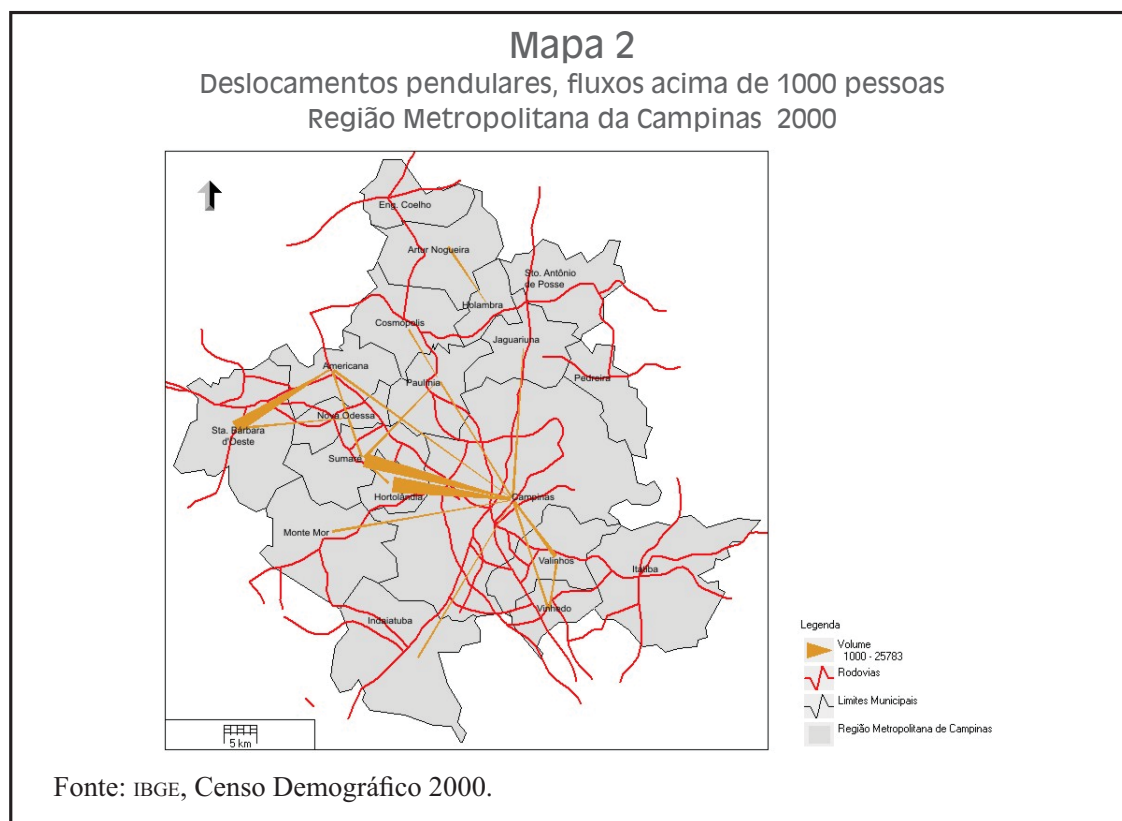 Mapa 2
Deslocamentos pendulares, fluxos acima de 1000 pessoas
Região Metropolitana da Campinas 2000
Eng. Coelho
Artur Nogueira
Sto. Antônio
de Posse
Holambra
Cosmópolis
Jaguariuna
Americana
Paulínia
Pedreira
Nova Odessa
Sta. Bárbara
d'Oeste
Sumaré
Hortolândia
Campinas
Monte Mor
Valinhos
Itatiba
Vinhedo
Indaiatuba
5 km
Legenda
Volume
1000 - 25783
Rodovias
Limites Municipais
Região Metropolitana de Campinas
Fonte: IBGE, Censo Demográfico 2000.